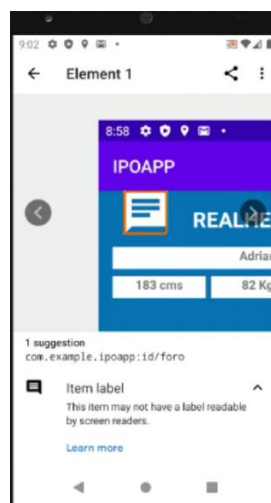 9:02
Element 1
8:58
IPOAPP
REALHE
Adria
183 cms
82 Kg
1 suggestion
com.example.ipoapp:id/foro
Item label
This item may not have a label readable
by screen readers.
Learn more